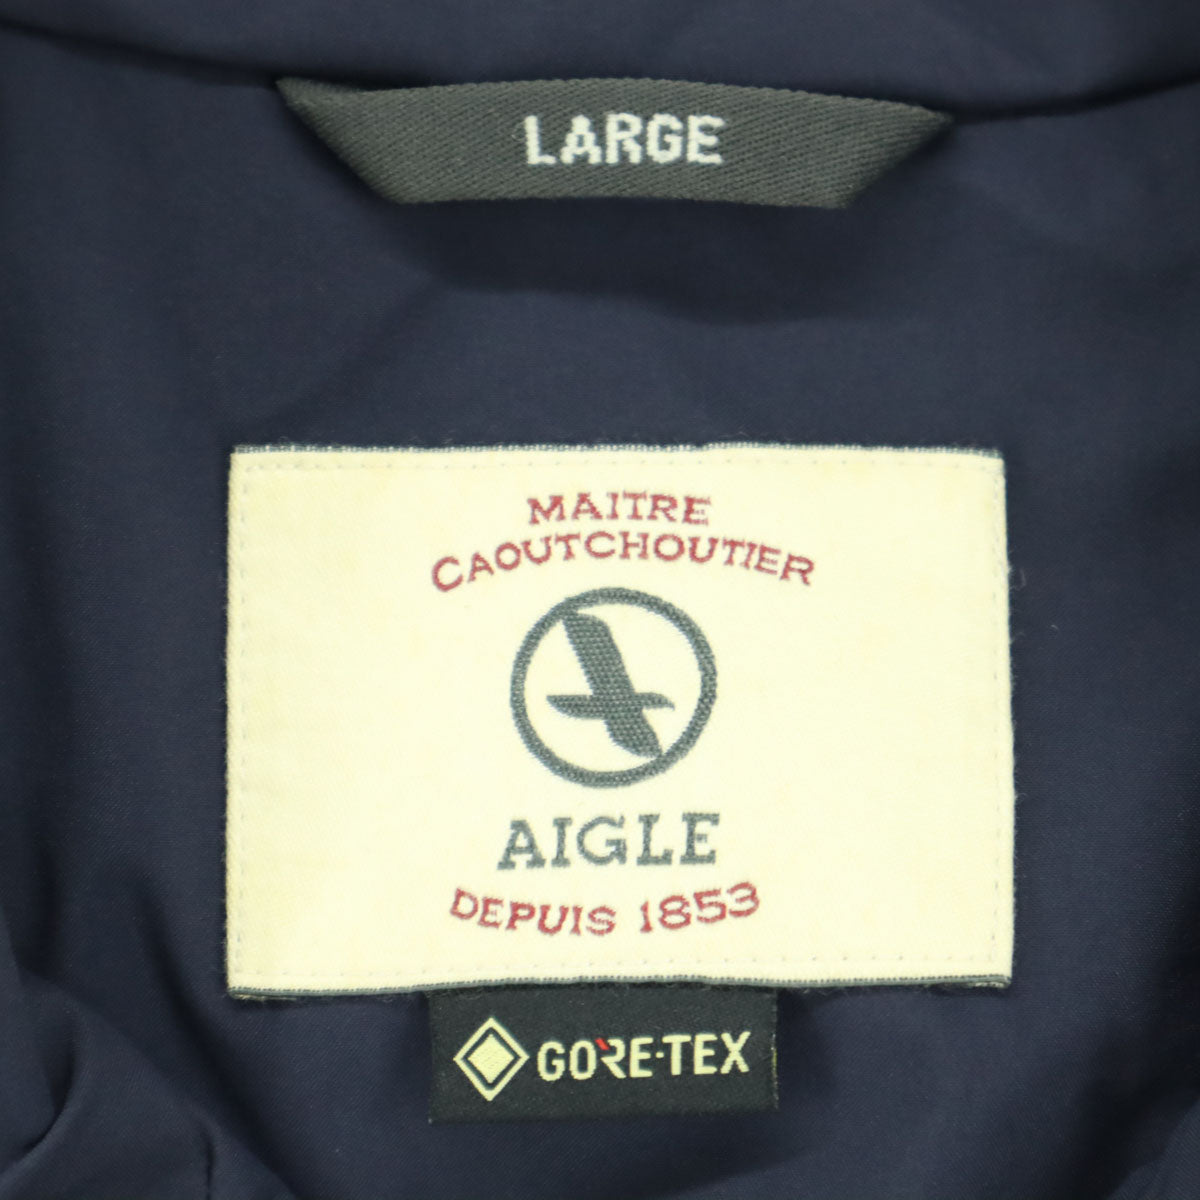 LARGE
MAITRE
CAOUTCHOUTIER
AIGLE
DEPUIS 1853
GORE-TEX